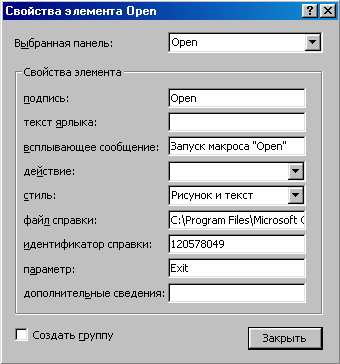 Свойства элемента Open
Выбранная панель: Open
Свойства элемента
подпись: Open
текст ярлыка:
всплывающее сообщение: Запуск макроса "Open"
действие:
стиль: Рисунок и текст
файл справки: C:\Program Files\Microsoft
идентификатор справки: 120578049
параметр: Exit
дополнительные сведения:
Создать группу
Закрыть